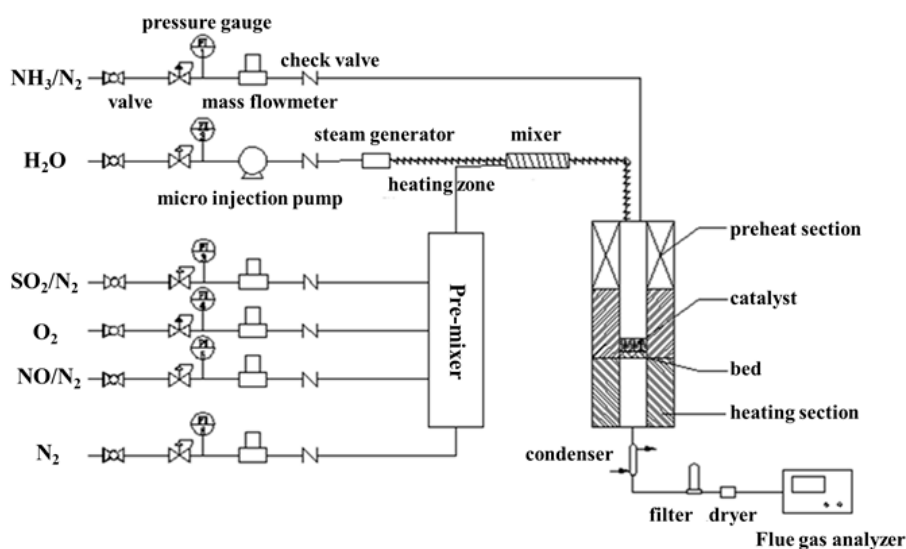 pressure gauge
check valve
NH₃/N₂
valve
mass flowmeter
steam generator
mixer
H₂O
heating zone
micro injection pump
preheat section
SO₂/N₂
Pre-mixer
catalyst
O₂
NO/N₂
bed
heating section
N₂
condenser
filter
dryer
Flue gas analyzer